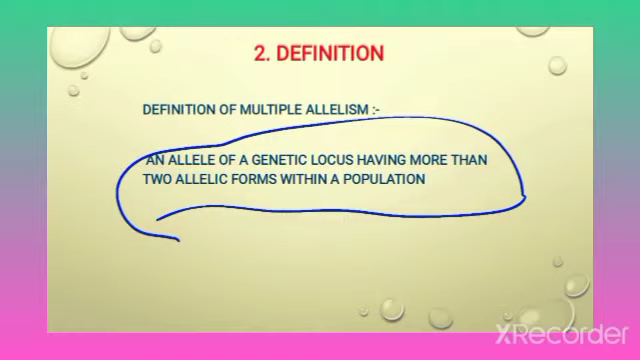 2. DEFINITION
DEFINITION OF MULTIPLE ALLELISM :-
AN ALLELE OF A GENETIC LOCUS HAVING MORE THAN
TWO ALLELIC FORMS WITHIN A POPULATION
XRecorder